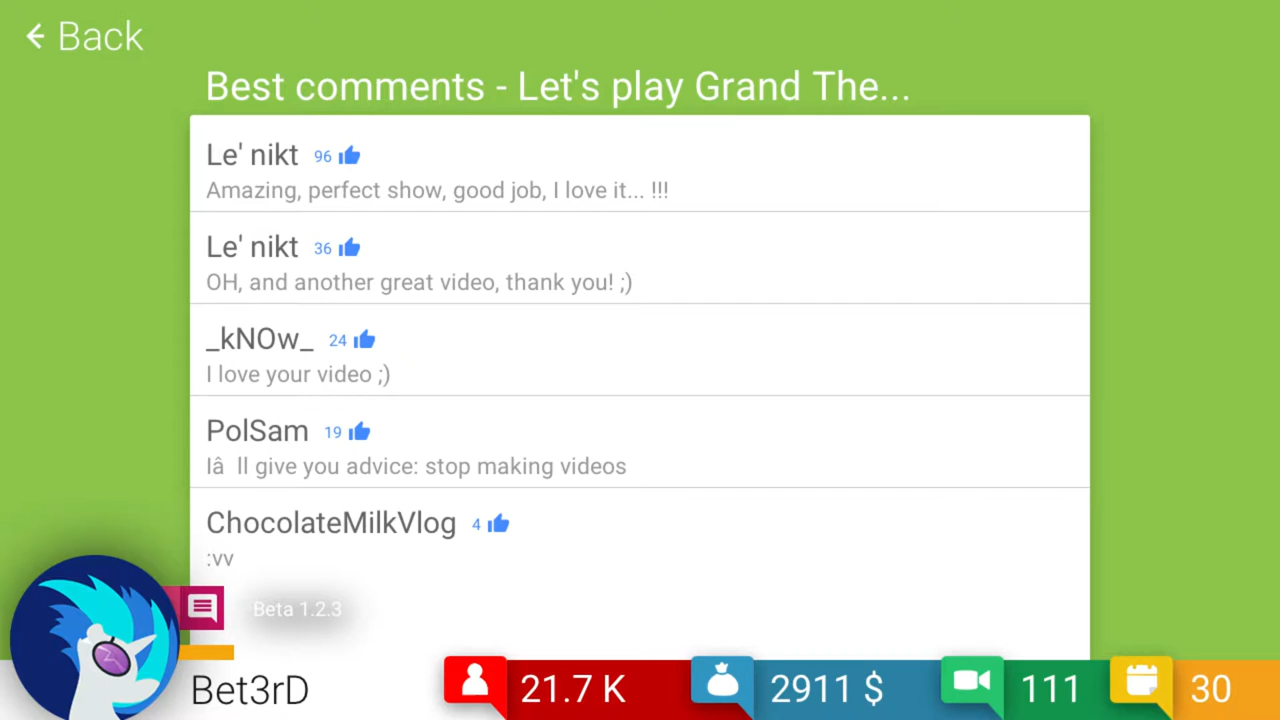 Back
Best comments - Let's play Grand The...
Le' nikt 96
Amazing, perfect show, good job, I love it... !!!
Le' nikt 36
OH, and another great video, thank you! ;)
_kNOw_ 24
I love your video ;)
PolSam 19
Iâ ll give you advice: stop making videos
ChocolateMilkVlog 4
:vv
Beta 1.2.3
Bet3rD 21.7 K 2911 $ 111 30